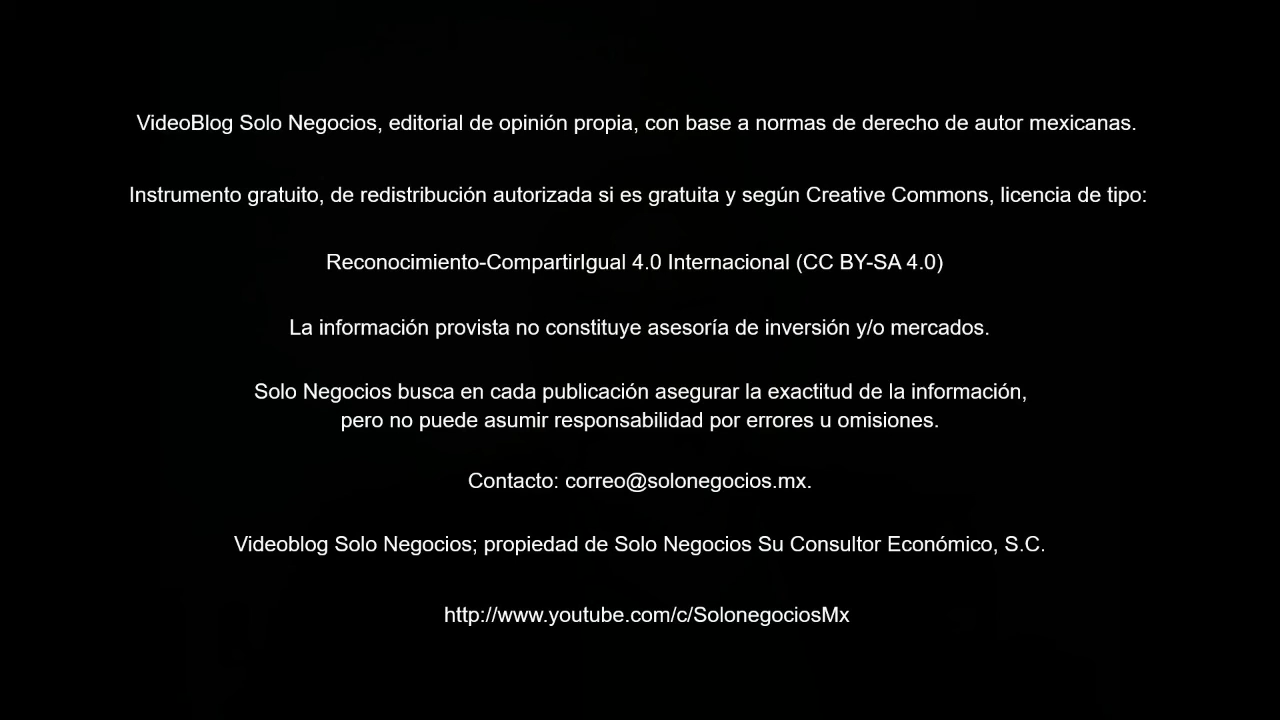 VideoBlog Solo Negocios, editorial de opinión propia, con base a normas de derecho de autor mexicanas.
Instrumento gratuito, de redistribución autorizada si es gratuita y según Creative Commons, licencia de tipo:
Reconocimiento-CompartirIgual 4.0 Internacional (CC BY-SA 4.0)
La información provista no constituye asesoría de inversión y/o mercados.
Solo Negocios busca en cada publicación asegurar la exactitud de la información,
pero no puede asumir responsabilidad por errores u omisiones.
Contacto: correo@solonegocios.mx.
Videoblog Solo Negocios; propiedad de Solo Negocios Su Consultor Económico, S.C.
http://www.youtube.com/c/SolonegociosMx